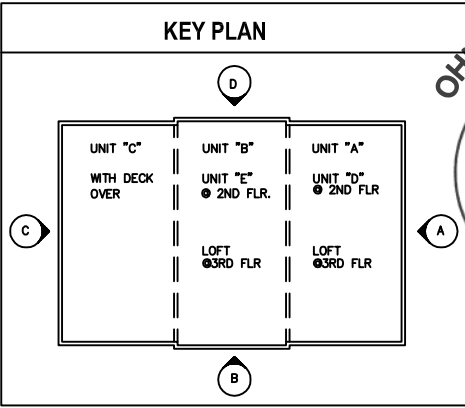 KEY PLAN
D
UNIT "C"
WITH DECK
OVER
UNIT "B"
UNIT "E"
@ 2ND FLR.
LOFT
@3RD FLR
UNIT "A"
UNIT "D"
@ 2ND FLR
LOFT
@3RD FLR
C
A
B